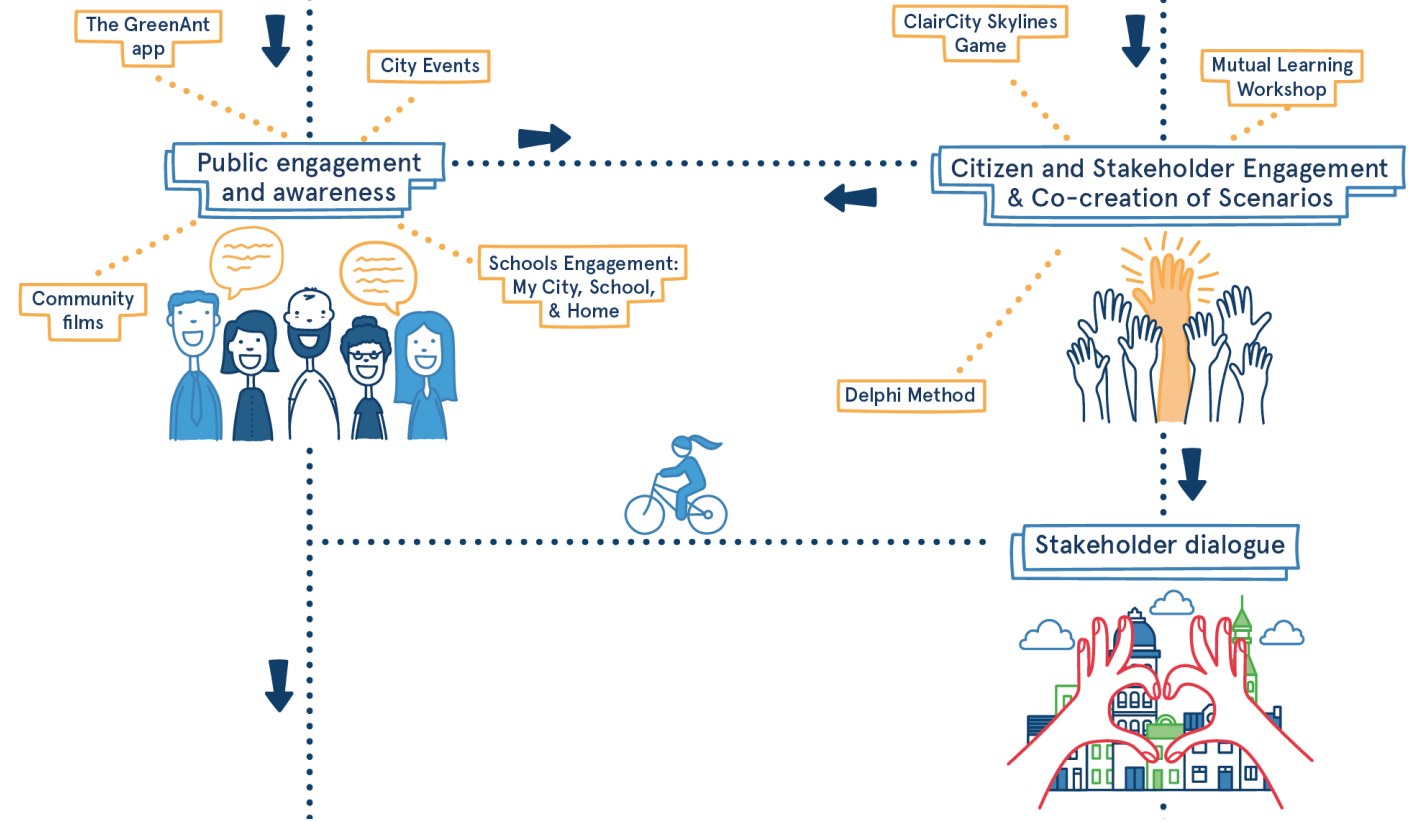 The GreenAnt
app
City Events
ClairCity Skylines
Game
Mutual Learning
Workshop
Public engagement
and awareness
Citizen and Stakeholder Engagement
& Co-creation of Scenarios
Community
films
Schools Engagement:
My City, School,
& Home
Delphi Method
Stakeholder dialogue